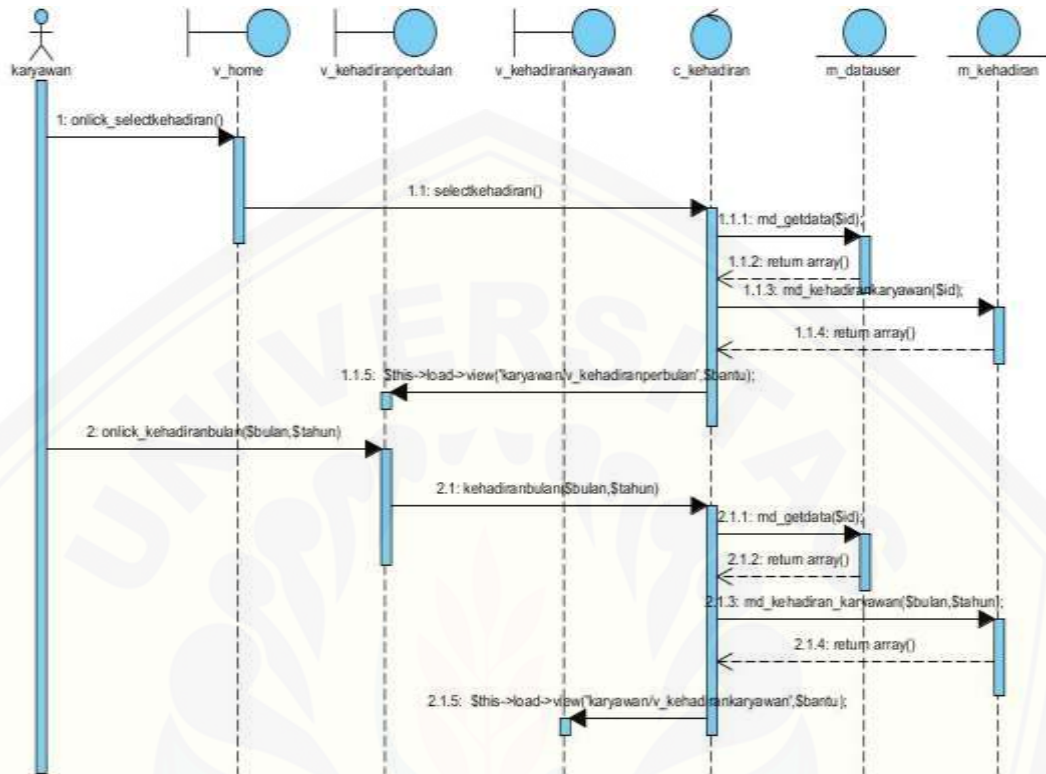 karyawan
v_home
v_kehadiranperbulan
v_kehadirankaryawan
c_kehadiran
m_datauser
m_kehadiran
1: onlick_selectkehadiran()
1.1: selectkehadiran()
1.1.1: md_getdata($id);
1.1.2: return array()
1.1.3: md_kehadirankaryawan($id);
1.1.4: return array()
1.1.5: $this->load->view('karyawan/v_kehadiranperbulan',$bantu);
2: onlick_kehadiranbulan($bulan,$tahun)
2.1: kehadiranbulan($bulan,$tahun)
2.1.1: md_getdata($id);
2.1.2: return array()
2.1.3: md_kehadiran_karyawan($bulan,$tahun);
2.1.4: return array()
2.1.5: $this->load->view('karyawan/v_kehadirankaryawan',$bantu);
UNIVERSITAS